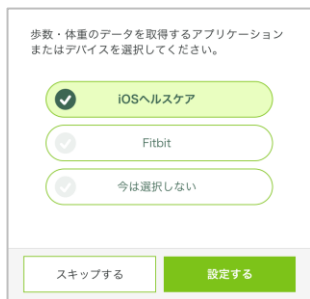 歩数・体重のデータを取得するアプリケーション
またはデバイスを選択してください。
iOSヘルスケア
Fitbit
今は選択しない
スキップする
設定する